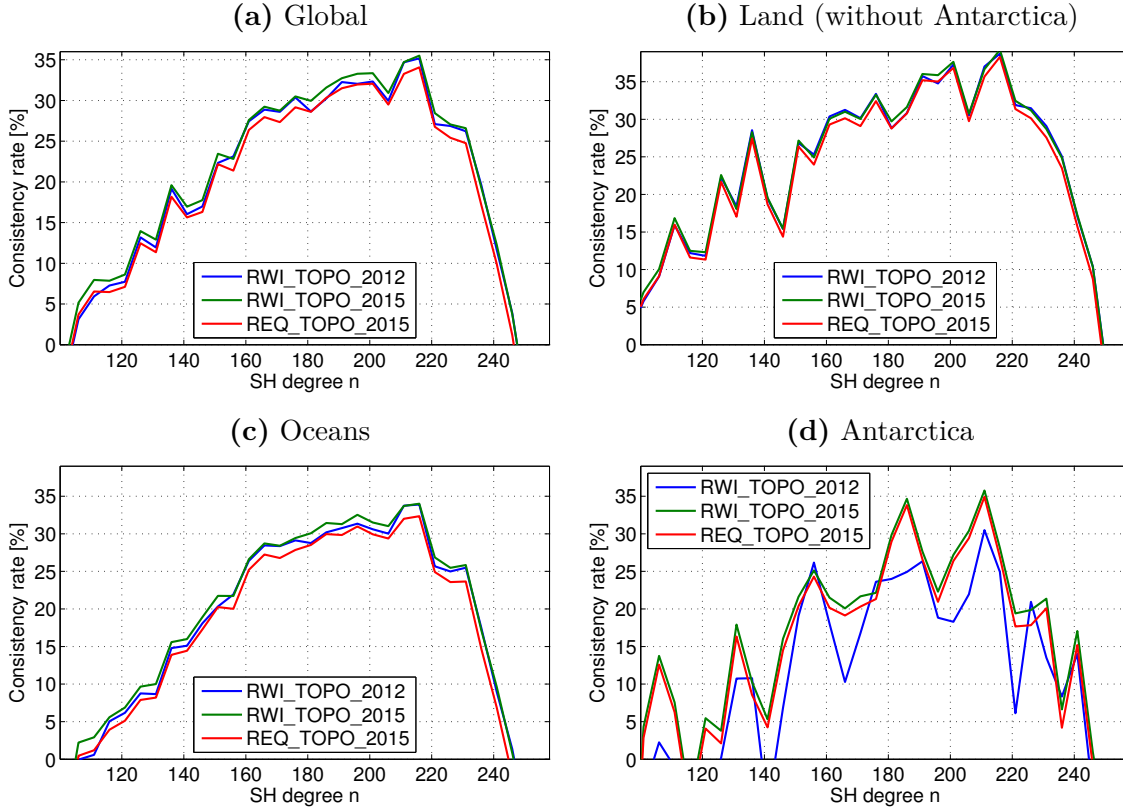 (a) Global
Consistency rate [%]
35
30
25
20
15
10
5
0
RWI_TOPO_2012
RWI_TOPO_2015
REQ_TOPO_2015
120 140 160 180 200 220 240
SH degree n
(b) Land (without Antarctica)
Consistency rate [%]
35
30
25
20
15
10
5
0
RWI_TOPO_2012
RWI_TOPO_2015
REQ_TOPO_2015
120 140 160 180 200 220 240
SH degree n
(c) Oceans
Consistency rate [%]
35
30
25
20
15
10
5
0
RWI_TOPO_2012
RWI_TOPO_2015
REQ_TOPO_2015
120 140 160 180 200 220 240
SH degree n
(d) Antarctica
Consistency rate [%]
35
30
25
20
15
10
5
0
RWI_TOPO_2012
RWI_TOPO_2015
REQ_TOPO_2015
120 140 160 180 200 220 240
SH degree n